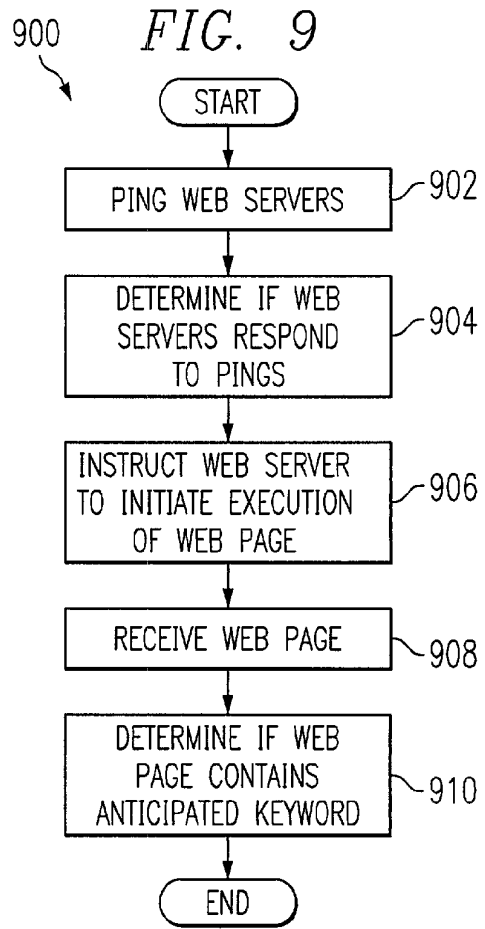 900
FIG. 9
START
PING WEB SERVERS
902
DETERMINE IF WEB
SERVERS RESPOND
TO PINGS
904
INSTRUCT WEB SERVER
TO INITIATE EXECUTION
OF WEB PAGE
906
RECEIVE WEB PAGE
908
DETERMINE IF WEB
PAGE CONTAINS
ANTICIPATED KEYWORD
910
END